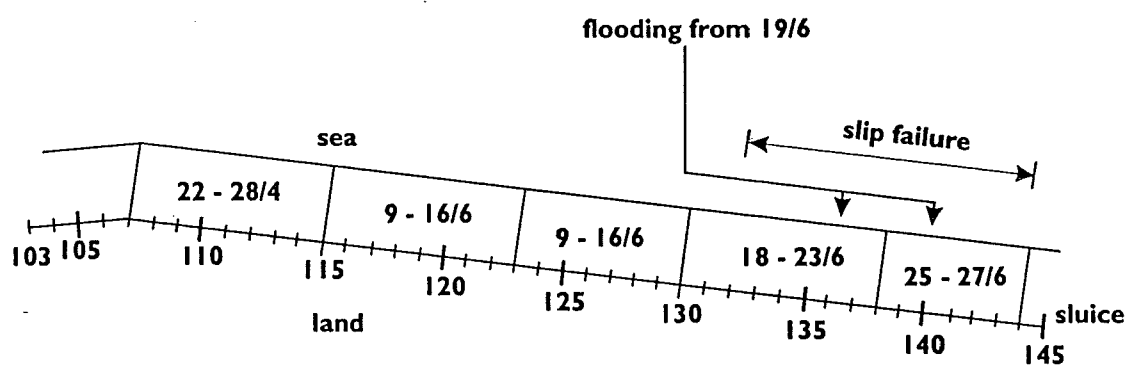 flooding from 19/6
slip failure
sea
22 - 28/4
9 - 16/6
9 - 16/6
18 - 23/6
25 - 27/6
103
105
110
115
120
125
130
135
140
145
land
sluice